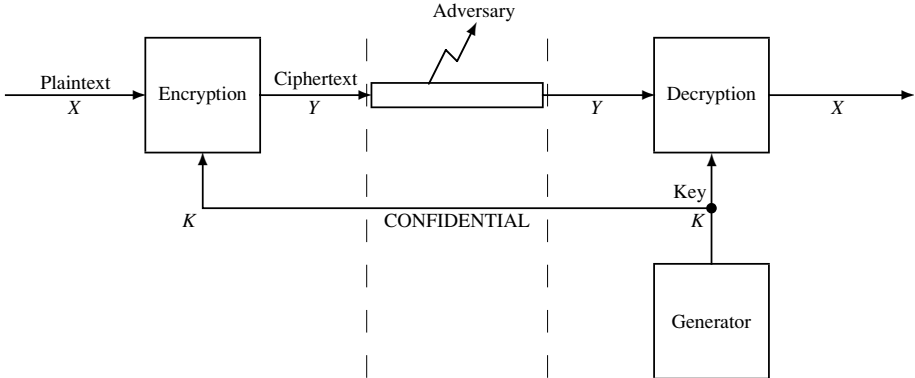 Adversary
Plaintext
X
Encryption
Ciphertext
Y
Y
Decryption
X
Key
K
CONFIDENTIAL
K
Generator